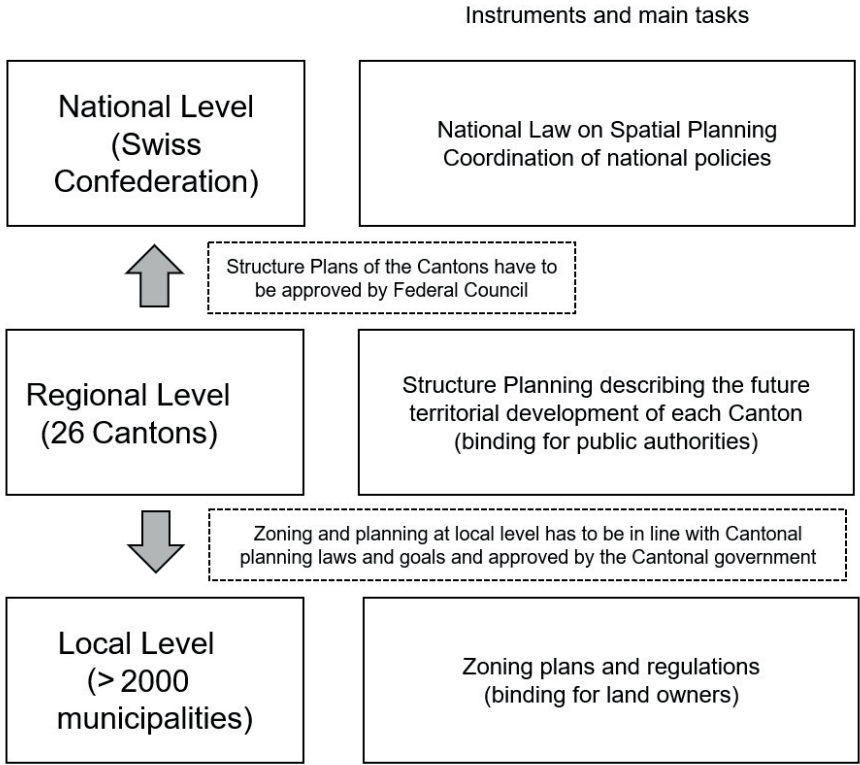 Instruments and main tasks
National Level
(Swiss
Confederation)
National Law on Spatial Planning
Coordination of national policies
Structure Plans of the Cantons have to
be approved by Federal Council
Regional Level
(26 Cantons)
Structure Planning describing the future
territorial development of each Canton
(binding for public authorities)
Zoning and planning at local level has to be in line with Cantonal
planning laws and goals and approved by the Cantonal government
Local Level
(> 2000
municipalities)
Zoning plans and regulations
(binding for land owners)